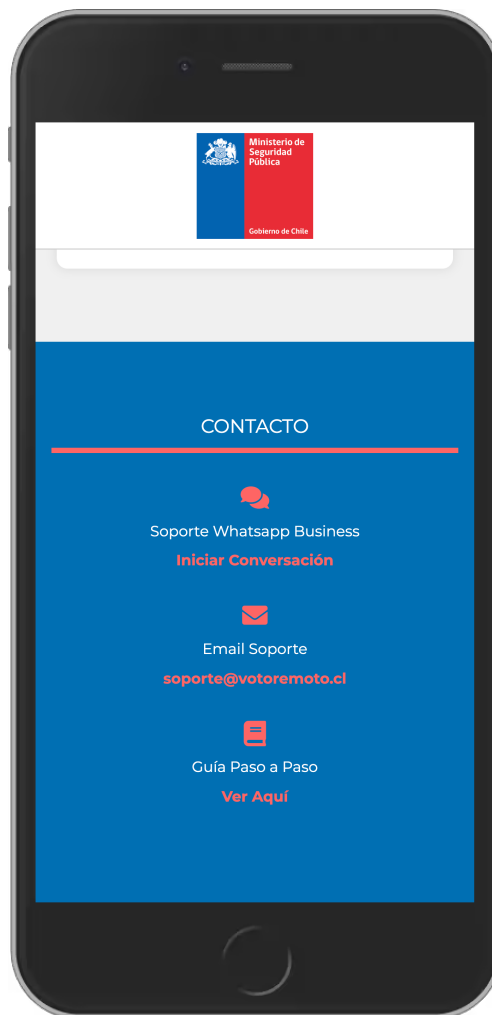 Ministerio de
Seguridad
Pública
Gobierno de Chile
CONTACTO
Soporte Whatsapp Business
Iniciar Conversación
Email Soporte
soporte@votoremoto.cl
Guía Paso a Paso
Ver Aquí